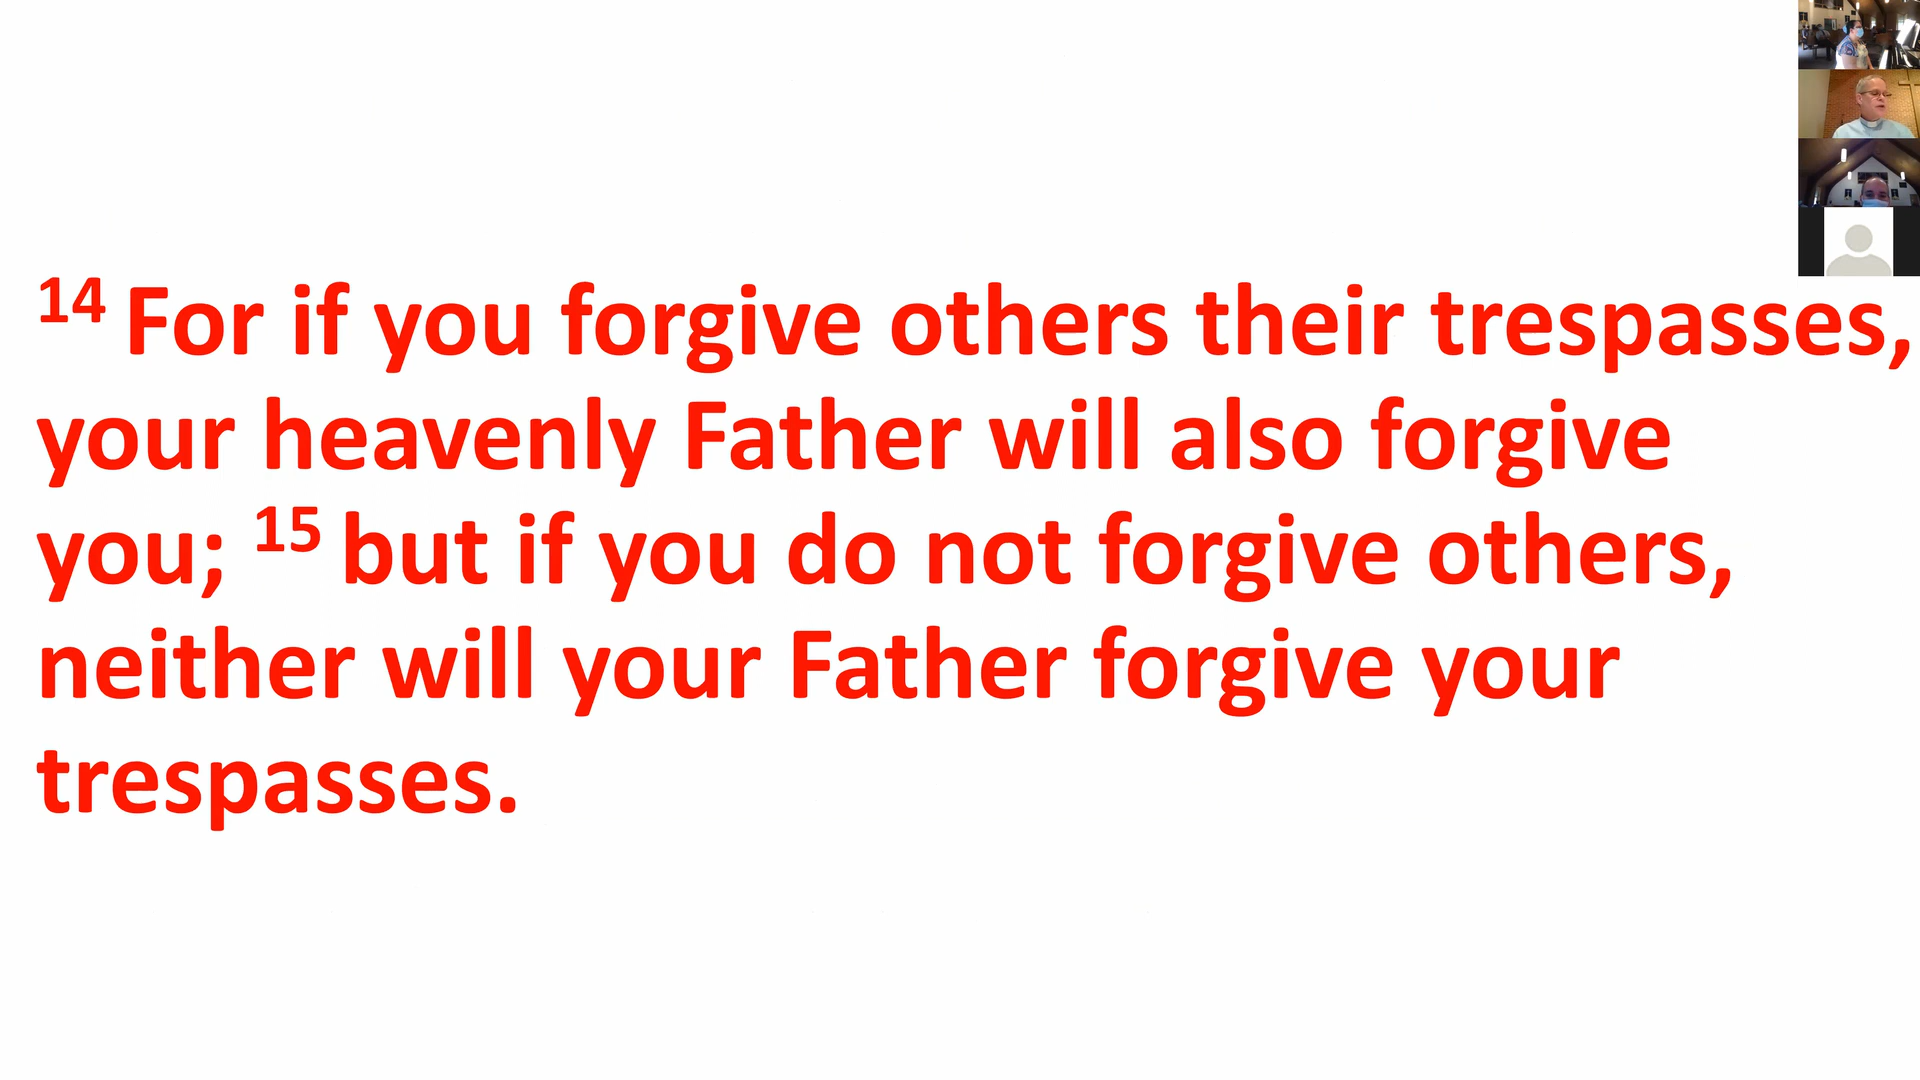 14 For if you forgive others their trespasses,
your heavenly Father will also forgive
you; 15 but if you do not forgive others,
neither will your Father forgive your
trespasses.